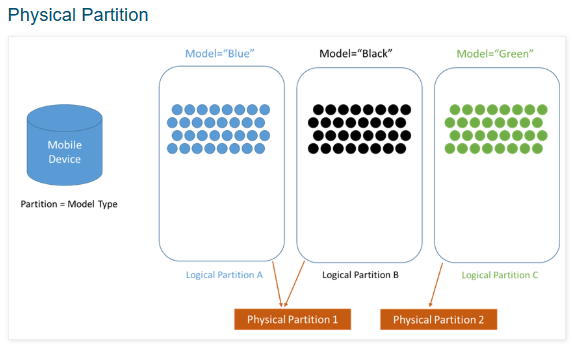 Physical Partition
Model="Blue"
Model="Black"
Model="Green"
Mobile
Device
Partition = Model Type
Logical Partition A
Logical Partition B
Logical Partition C
Physical Partition 1
Physical Partition 2